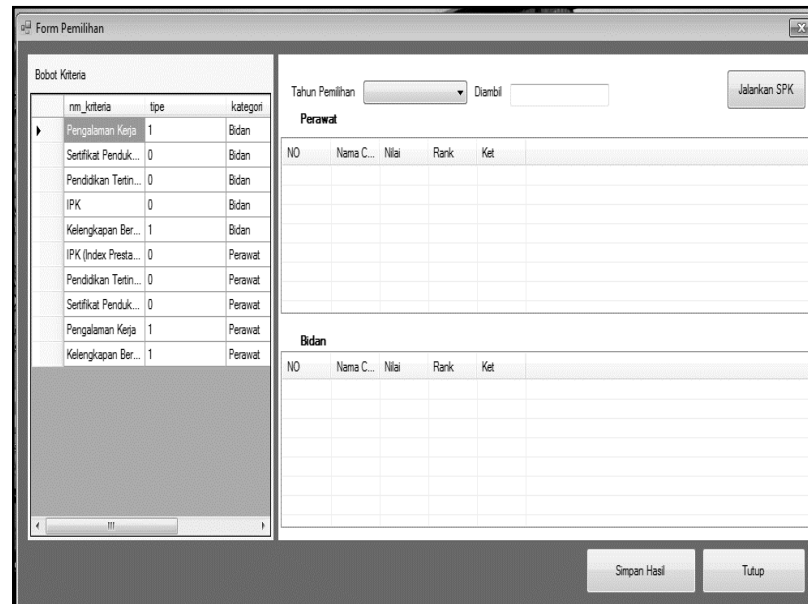 Form Pemilihan
Bobot Kriteria
nm_kriteria tipe kategori
Pengalaman Kerja 1 Bidan
Sertifikat Penduk... 0 Bidan
Pendidikan Tertin... 0 Bidan
IPK 0 Bidan
Kelengkapan Ber... 1 Bidan
IPK (Index Presta... 0 Perawat
Pendidikan Tertin... 0 Perawat
Sertifikat Penduk... 0 Perawat
Pengalaman Kerja 1 Perawat
Kelengkapan Ber... 1 Perawat
Tahun Pemilihan Diambil Jalankan SPK
Perawat
NO Nama C... Nilai Rank Ket
Bidan
NO Nama C... Nilai Rank Ket
Simpan Hasil Tutup